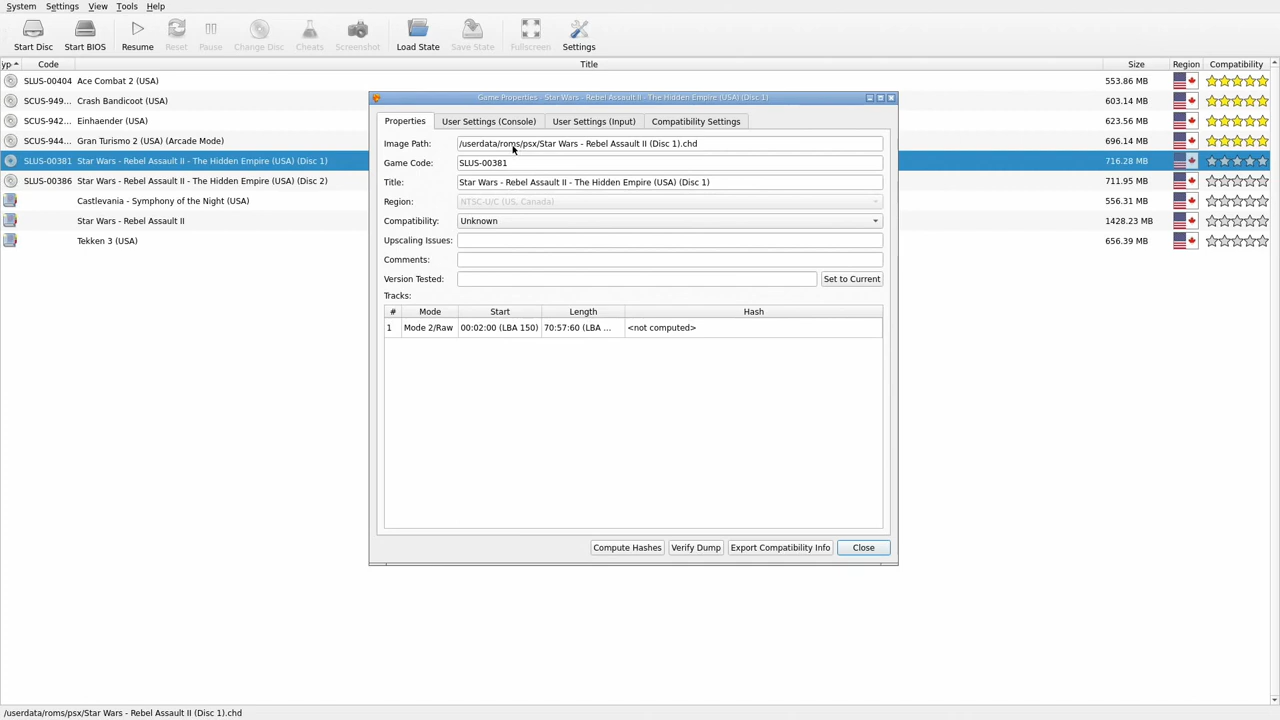 System Settings View Tools Help
Start Disc Start BIOS Resume Reset Pause Change Disc Cheats Screenshot Load State Save State Fullscreen Settings
yp Code Title Size Region Compatibility
SLUS-00404 Ace Combat 2 (USA) 553.86 MB
SCUS-949... Crash Bandicoot (USA) 603.14 MB
SCUS-942... Einhaender (USA) 623.56 MB
SCUS-944... Gran Turismo 2 (USA) (Arcade Mode) 696.14 MB
SLUS-00381 Star Wars - Rebel Assault II - The Hidden Empire (USA) (Disc 1) 716.28 MB
SLUS-00386 Star Wars - Rebel Assault II - The Hidden Empire (USA) (Disc 2) 711.95 MB
Castlevania - Symphony of the Night (USA) 556.31 MB
Star Wars - Rebel Assault II 1428.23 MB
Tekken 3 (USA) 656.39 MB
Game Properties - Star Wars - Rebel Assault II - The Hidden Empire (USA) (Disc 1)
Properties User Settings (Console) User Settings (Input) Compatibility Settings
Image Path: /userdata/roms/psx/Star Wars - Rebel Assault II (Disc 1).chd
Game Code: SLUS-00381
Title: Star Wars - Rebel Assault II - The Hidden Empire (USA) (Disc 1)
Region: NTSC-U/C (US, Canada)
Compatibility: Unknown
Upscaling Issues:
Comments:
Version Tested: Set to Current
Tracks:
# Mode Start Length Hash
1 Mode 2/Raw 00:02:00 (LBA 150) 70:57:60 (LBA ... <not computed>
Compute Hashes Verify Dump Export Compatibility Info Close
/userdata/roms/psx/Star Wars - Rebel Assault II (Disc 1).chd